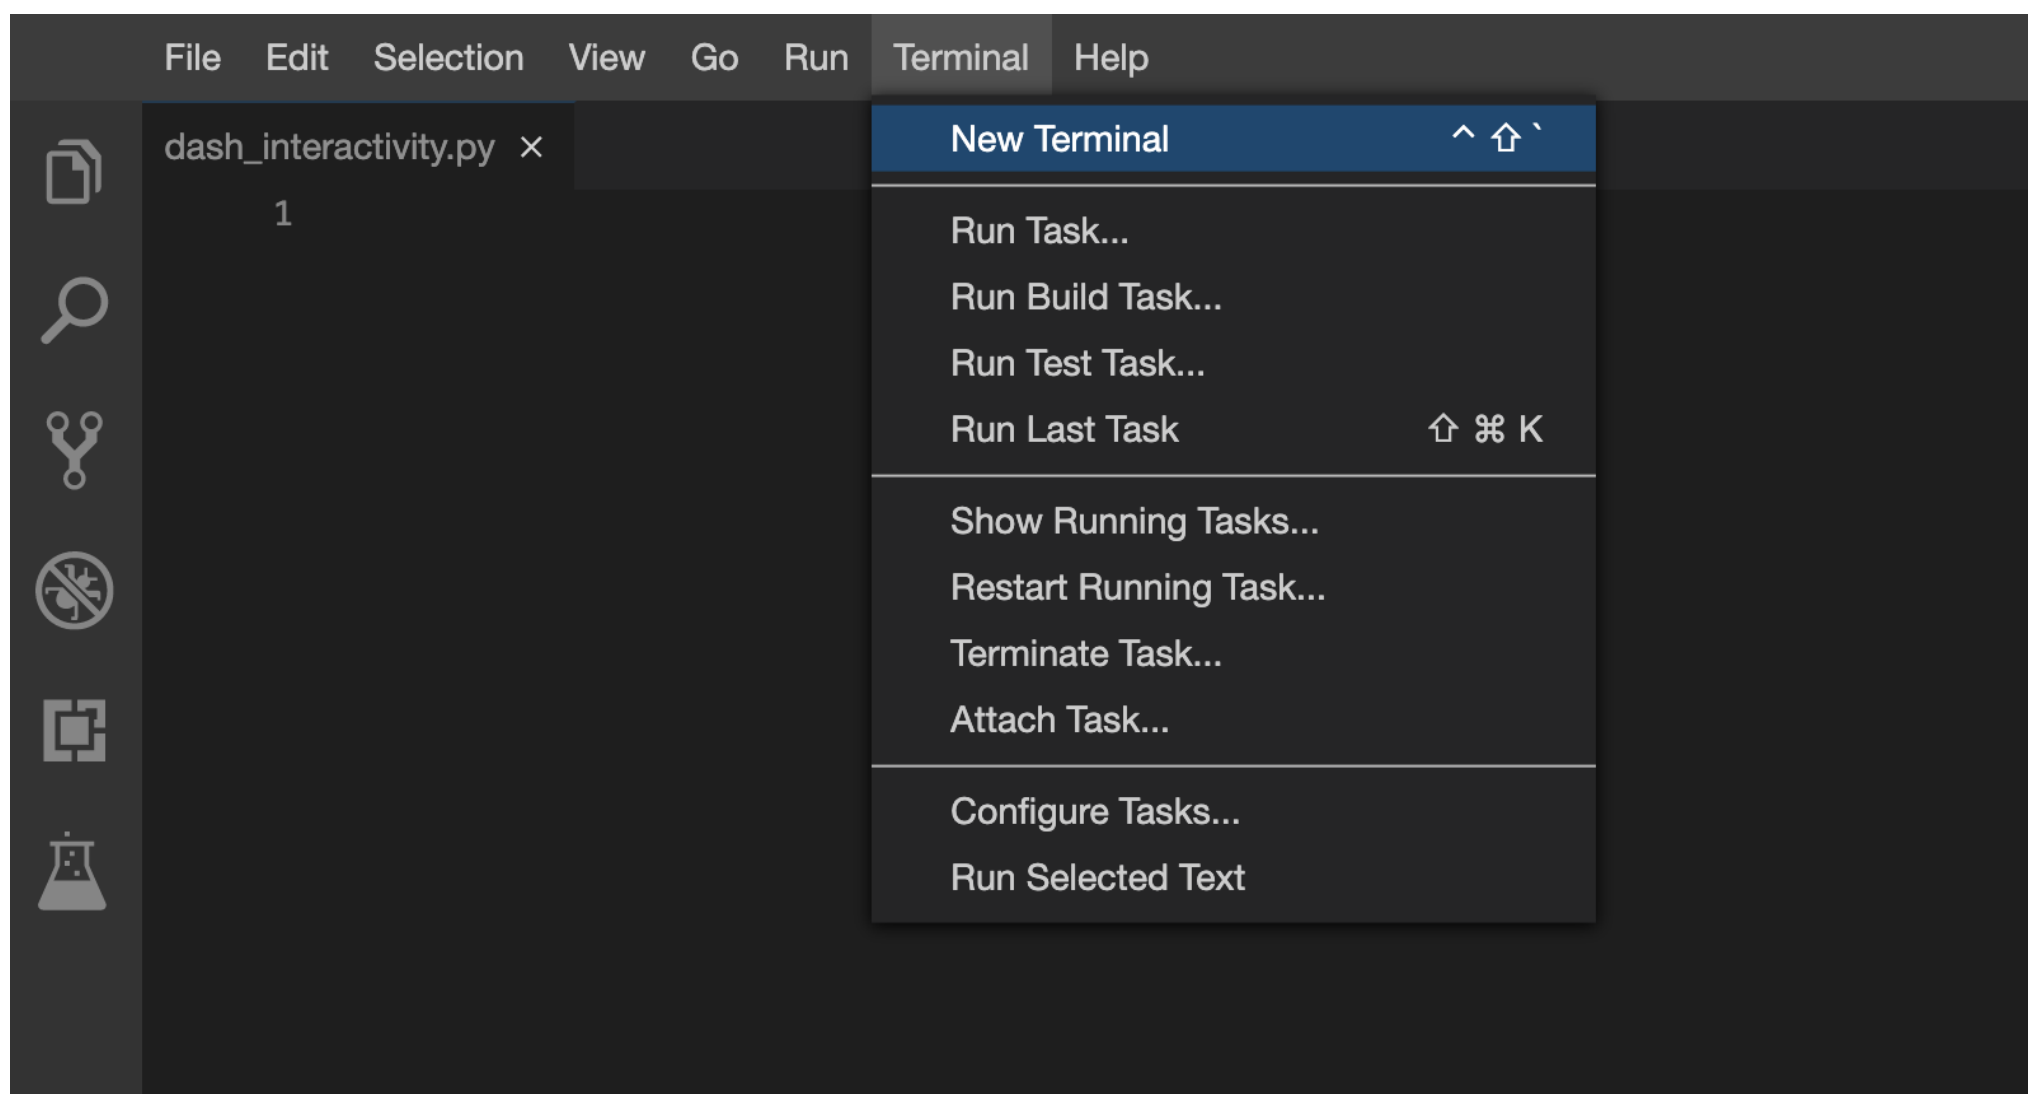 File Edit Selection View Go Run Terminal Help
dash_interactivity.py ×
1
New Terminal ^ ⇧ `
Run Task...
Run Build Task...
Run Test Task...
Run Last Task ⇧ ⌘ K
Show Running Tasks...
Restart Running Task...
Terminate Task...
Attach Task...
Configure Tasks...
Run Selected Text